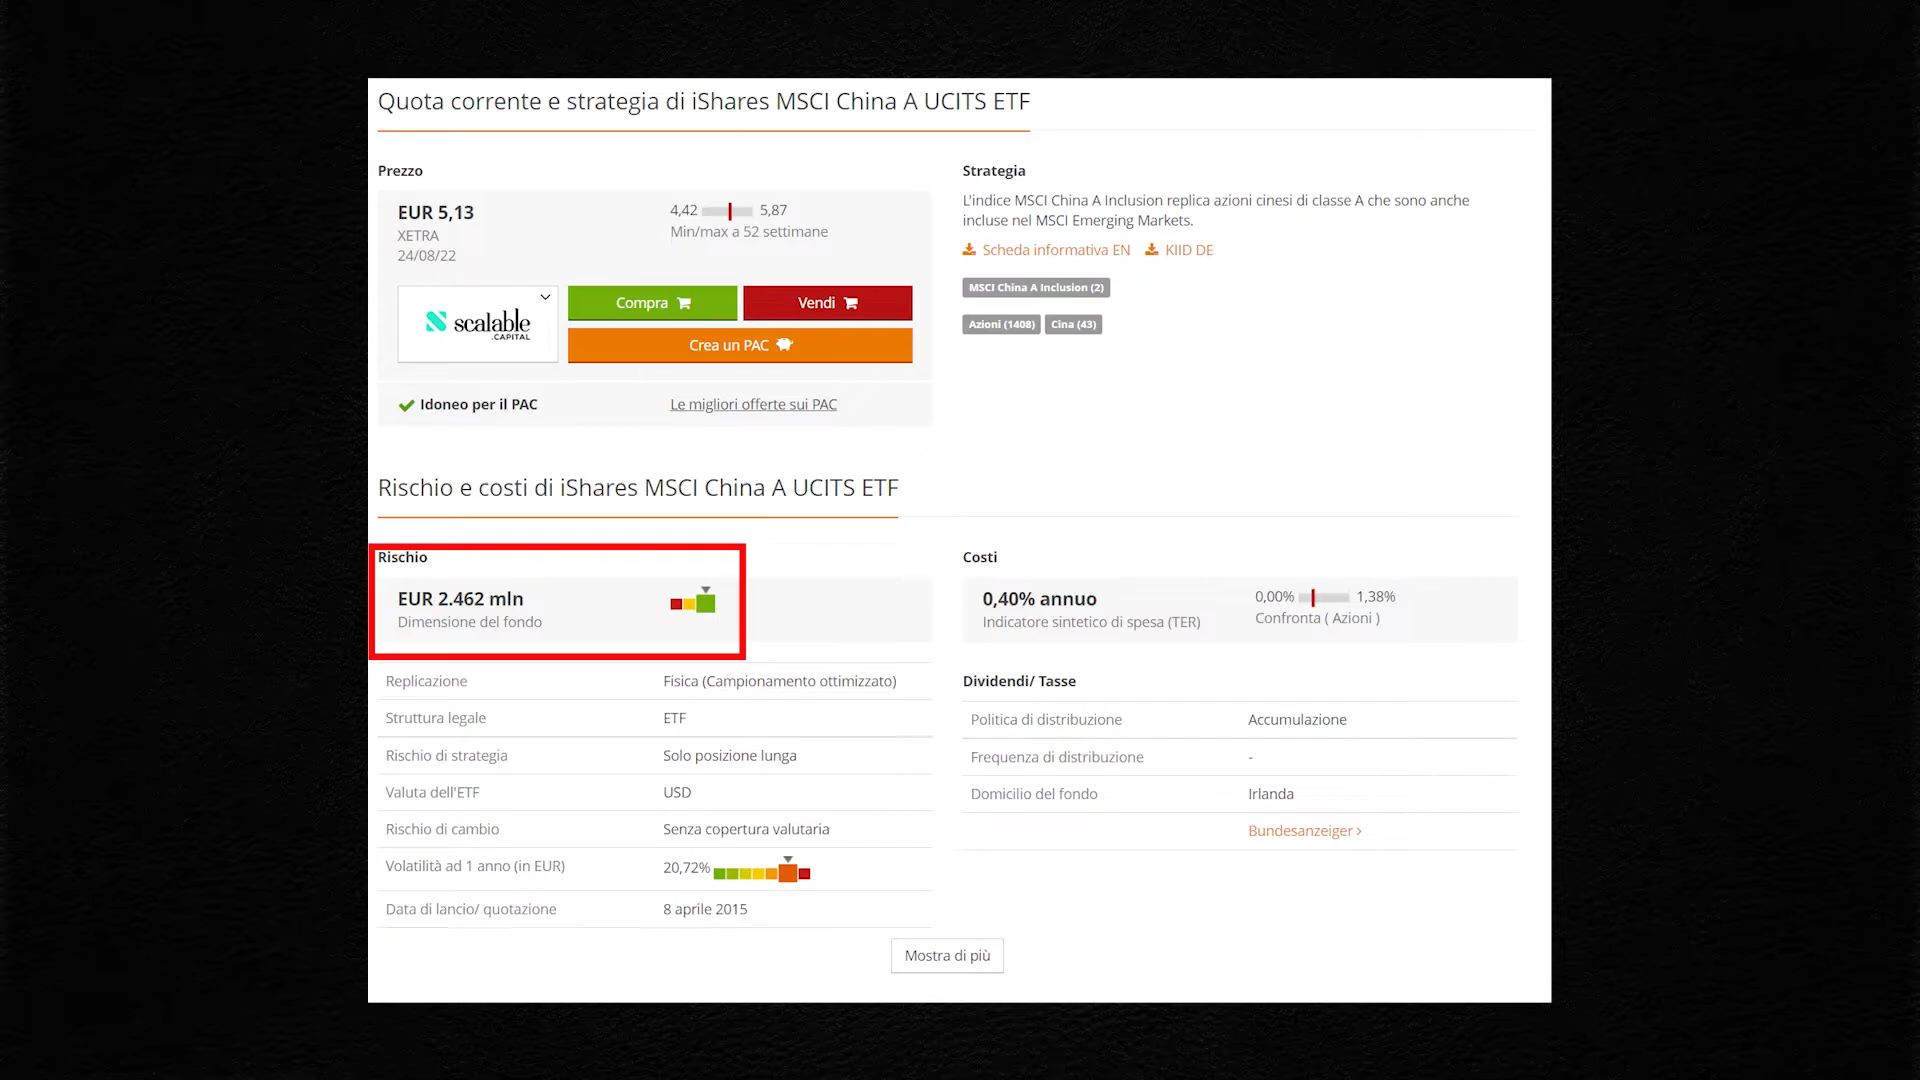 Quota corrente e strategia di iShares MSCI China A UCITS ETF
Prezzo
EUR 5,13
XETRA
24/08/22
4,42 5,87
Min/max a 52 settimane
scalable
.CAPITAL
Compra
Vendi
Crea un PAC
Idoneo per il PAC
Le migliori offerte sui PAC
Strategia
L'indice MSCI China A Inclusion replica azioni cinesi di classe A che sono anche
incluse nel MSCI Emerging Markets.
Scheda informativa EN KIID DE
MSCI China A Inclusion (2)
Azioni (1408) Cina (43)
Rischio e costi di iShares MSCI China A UCITS ETF
Rischio
EUR 2.462 mln
Dimensione del fondo
Replicazione Fisica (Campionamento ottimizzato)
Struttura legale ETF
Rischio di strategia Solo posizione lunga
Valuta dell'ETF USD
Rischio di cambio Senza copertura valutaria
Volatilità ad 1 anno (in EUR) 20,72%
Data di lancio/ quotazione 8 aprile 2015
Costi
0,40% annuo
Indicatore sintetico di spesa (TER)
0,00% 1,38%
Confronta ( Azioni )
Dividendi/ Tasse
Politica di distribuzione Accumulazione
Frequenza di distribuzione -
Domicilio del fondo Irlanda
Bundesanzeiger ›
Mostra di più